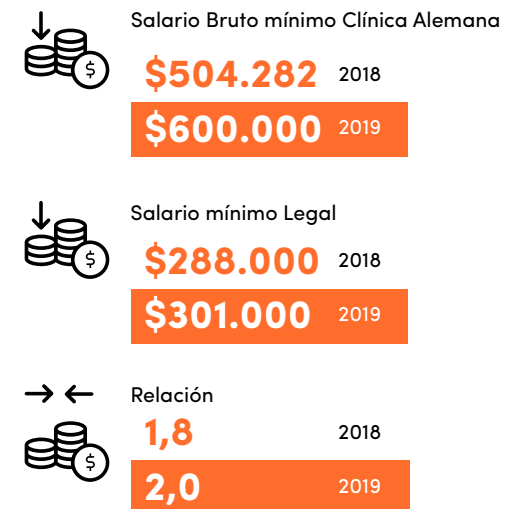 Salario Bruto mínimo Clínica Alemana
$504.282 2018
$600.000 2019
Salario mínimo Legal
$288.000 2018
$301.000 2019
Relación
1,8 2018
2,0 2019